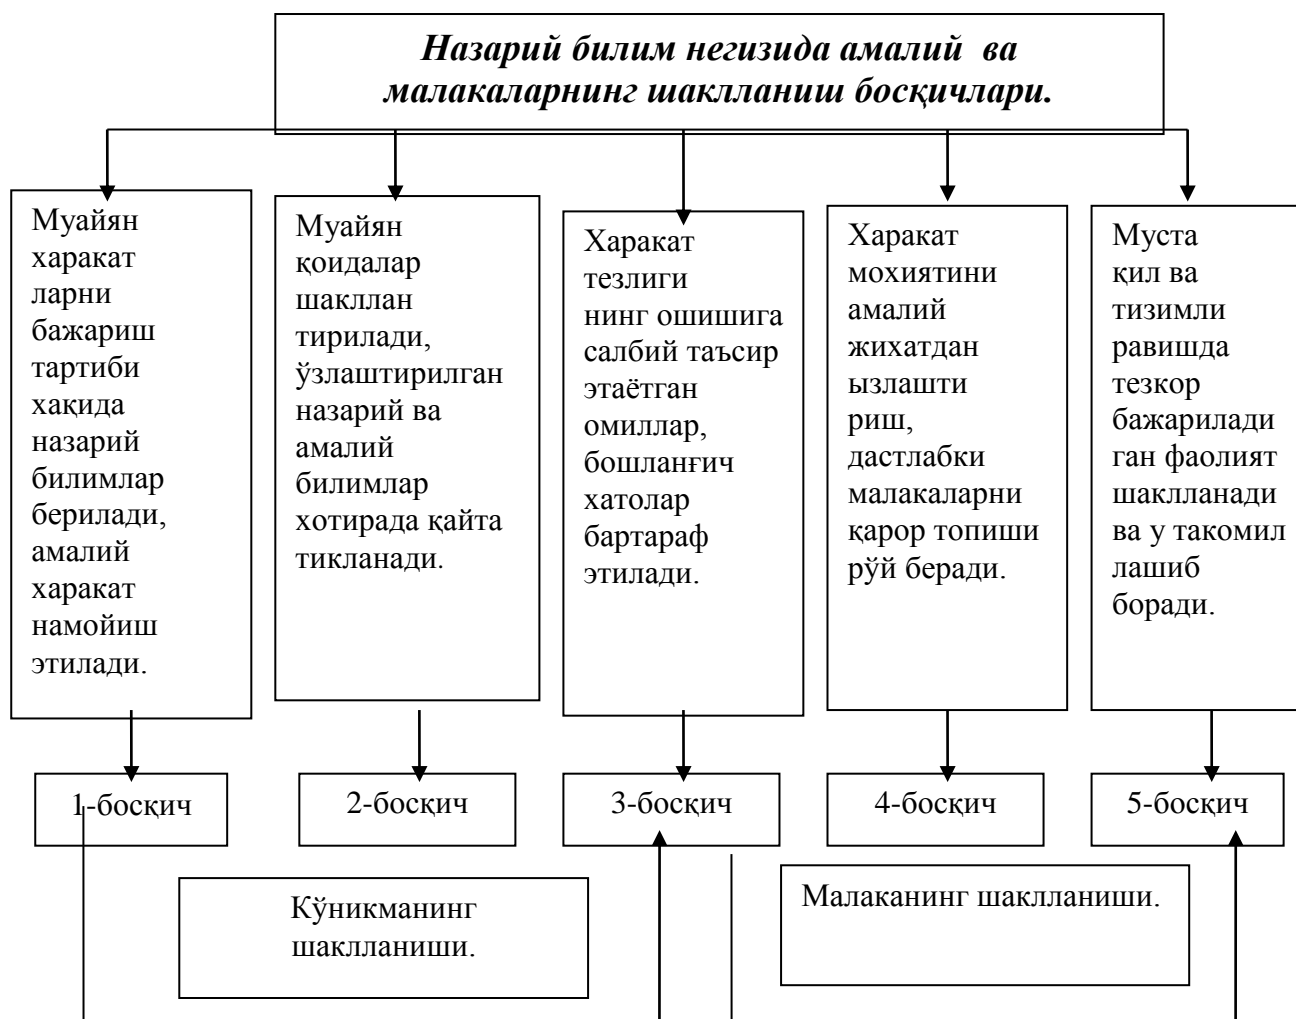 Назарий билим негизида амалий ва
малакаларнинг шаклланиш босқичлари.
Муайян
харакат
ларни
бажариш
тартиби
хақида
назарий
билимлар
берилади,
амалий
харакат
намойиш
этилади.
Муайян
қоидалар
шакллан
тирилади,
ўзлаштирилган
назарий ва
амалий
билимлар
хотирада қайта
тикланади.
Харакат
тезлиги
нинг ошишига
салбий таъсир
этаётган
омиллар,
бошланғич
хатолар
бартараф
этилади.
Харакат
мохиятини
амалий
жихатдан
ызлашти
риш,
дастлабки
малакаларни
қарор топиши
рўй беради.
Муста
қил ва
тизимли
равишда
тезкор
бажарилади
ган фаолият
шаклланади
ва у такомил
лашиб
боради.
1-босқич
2-босқич
3-босқич
4-босқич
5-босқич
Кўникманинг
шаклланиши.
Малаканинг шаклланиши.